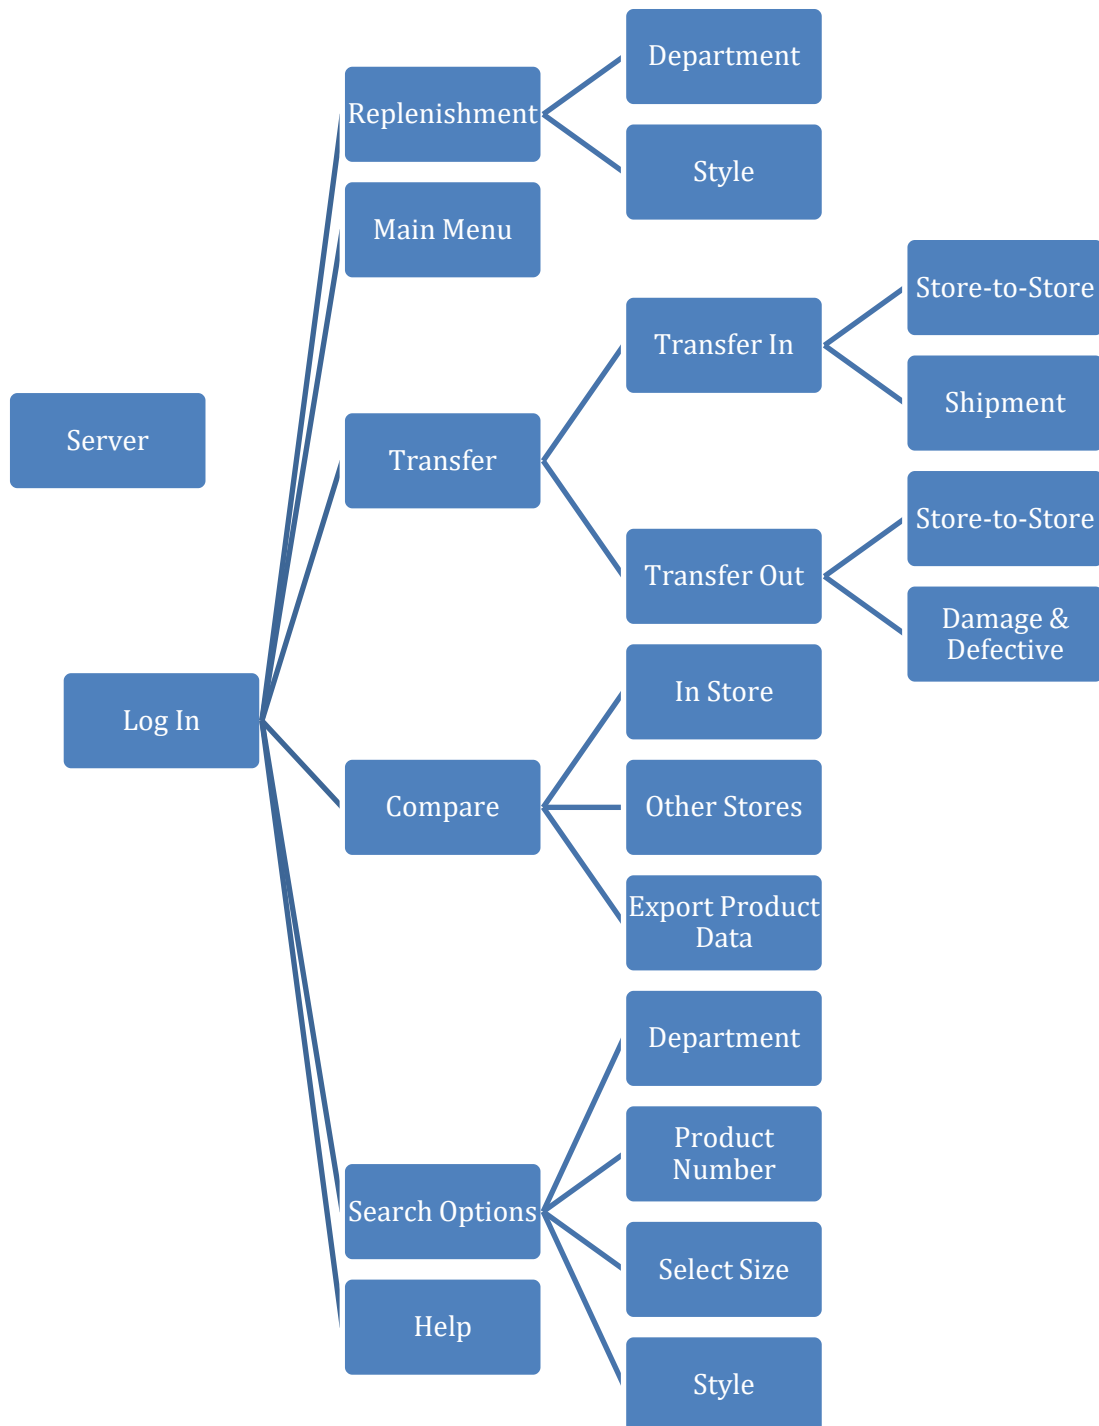 Department
Replenishment
Style
Main Menu
Store-to-Store
Transfer In
Shipment
Server
Transfer
Store-to-Store
Transfer Out
Damage &
Defective
In Store
Log In
Compare
Other Stores
Export Product
Data
Department
Product
Number
Search Options
Select Size
Help
Style